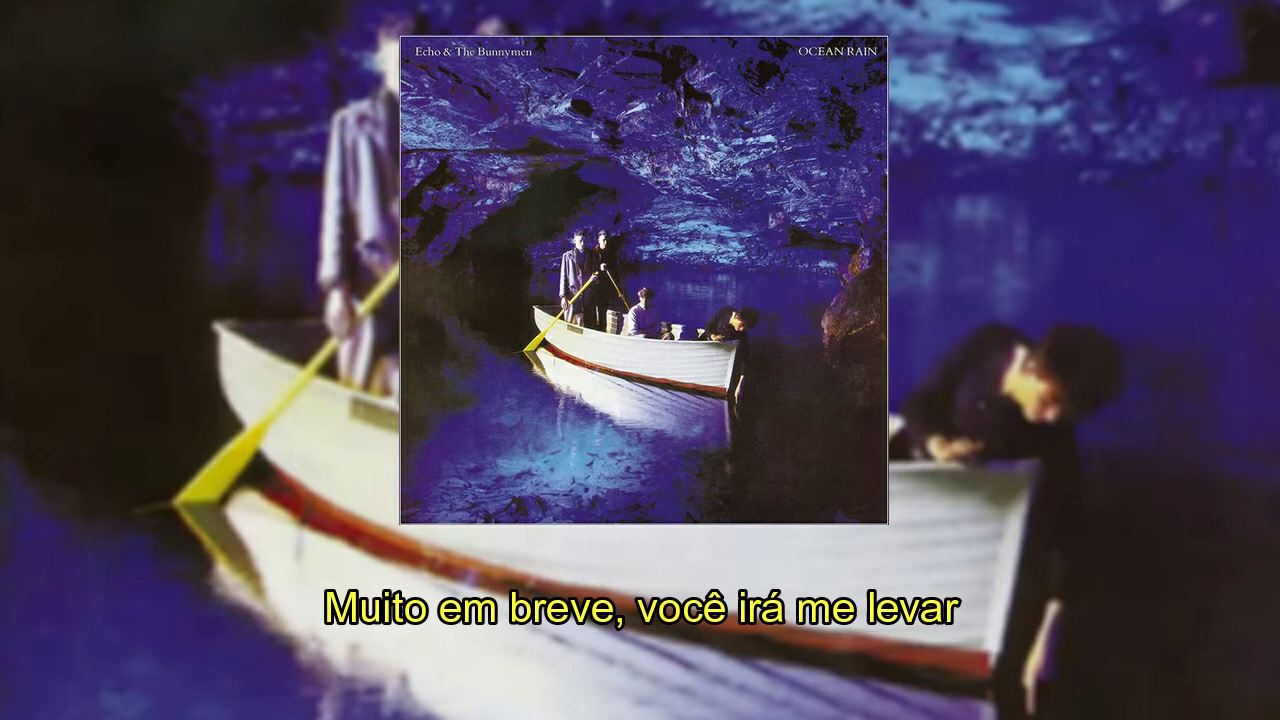 Echo & The Bunnymen
OCEAN RAIN
Muito em breve, você irá me levar